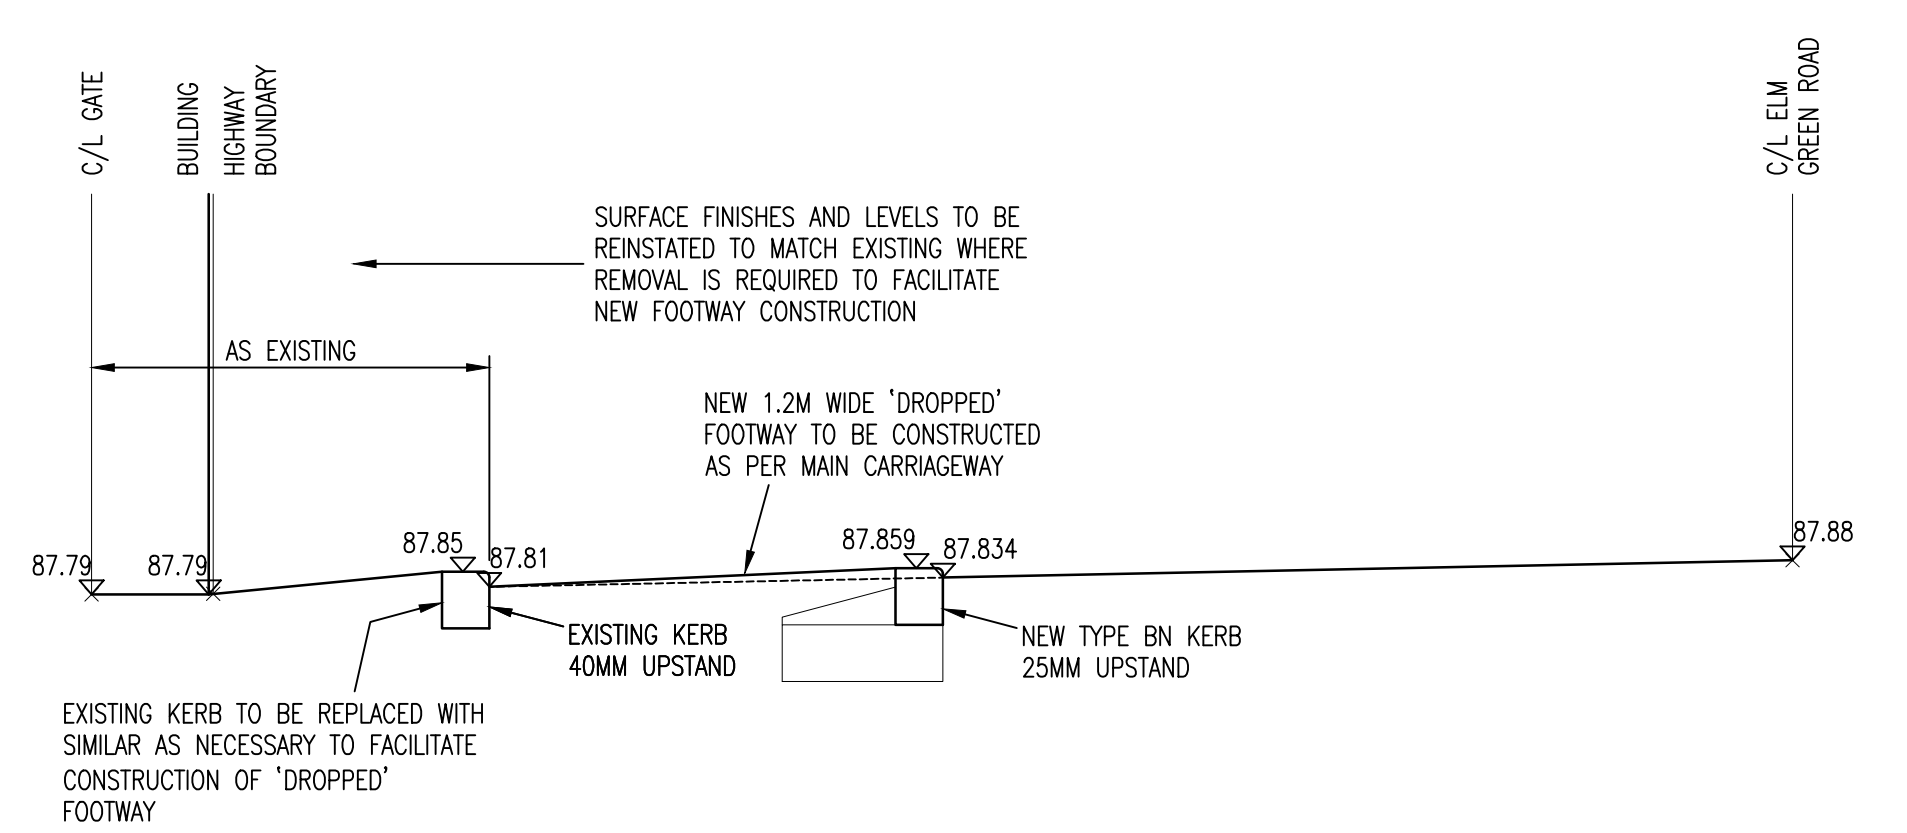 C/L GATE
BUILDING
HIGHWAY
BOUNDARY
C/L ELM
GREEN ROAD
SURFACE FINISHES AND LEVELS TO BE
REINSTATED TO MATCH EXISTING WHERE
REMOVAL IS REQUIRED TO FACILITATE
NEW FOOTWAY CONSTRUCTION
AS EXISTING
NEW 1.2M WIDE 'DROPPED'
FOOTWAY TO BE CONSTRUCTED
AS PER MAIN CARRIAGEWAY
87.79
87.79
87.85
87.81
87.859
87.834
87.88
EXISTING KERB
40MM UPSTAND
NEW TYPE BN KERB
25MM UPSTAND
EXISTING KERB TO BE REPLACED WITH
SIMILAR AS NECESSARY TO FACILITATE
CONSTRUCTION OF 'DROPPED'
FOOTWAY